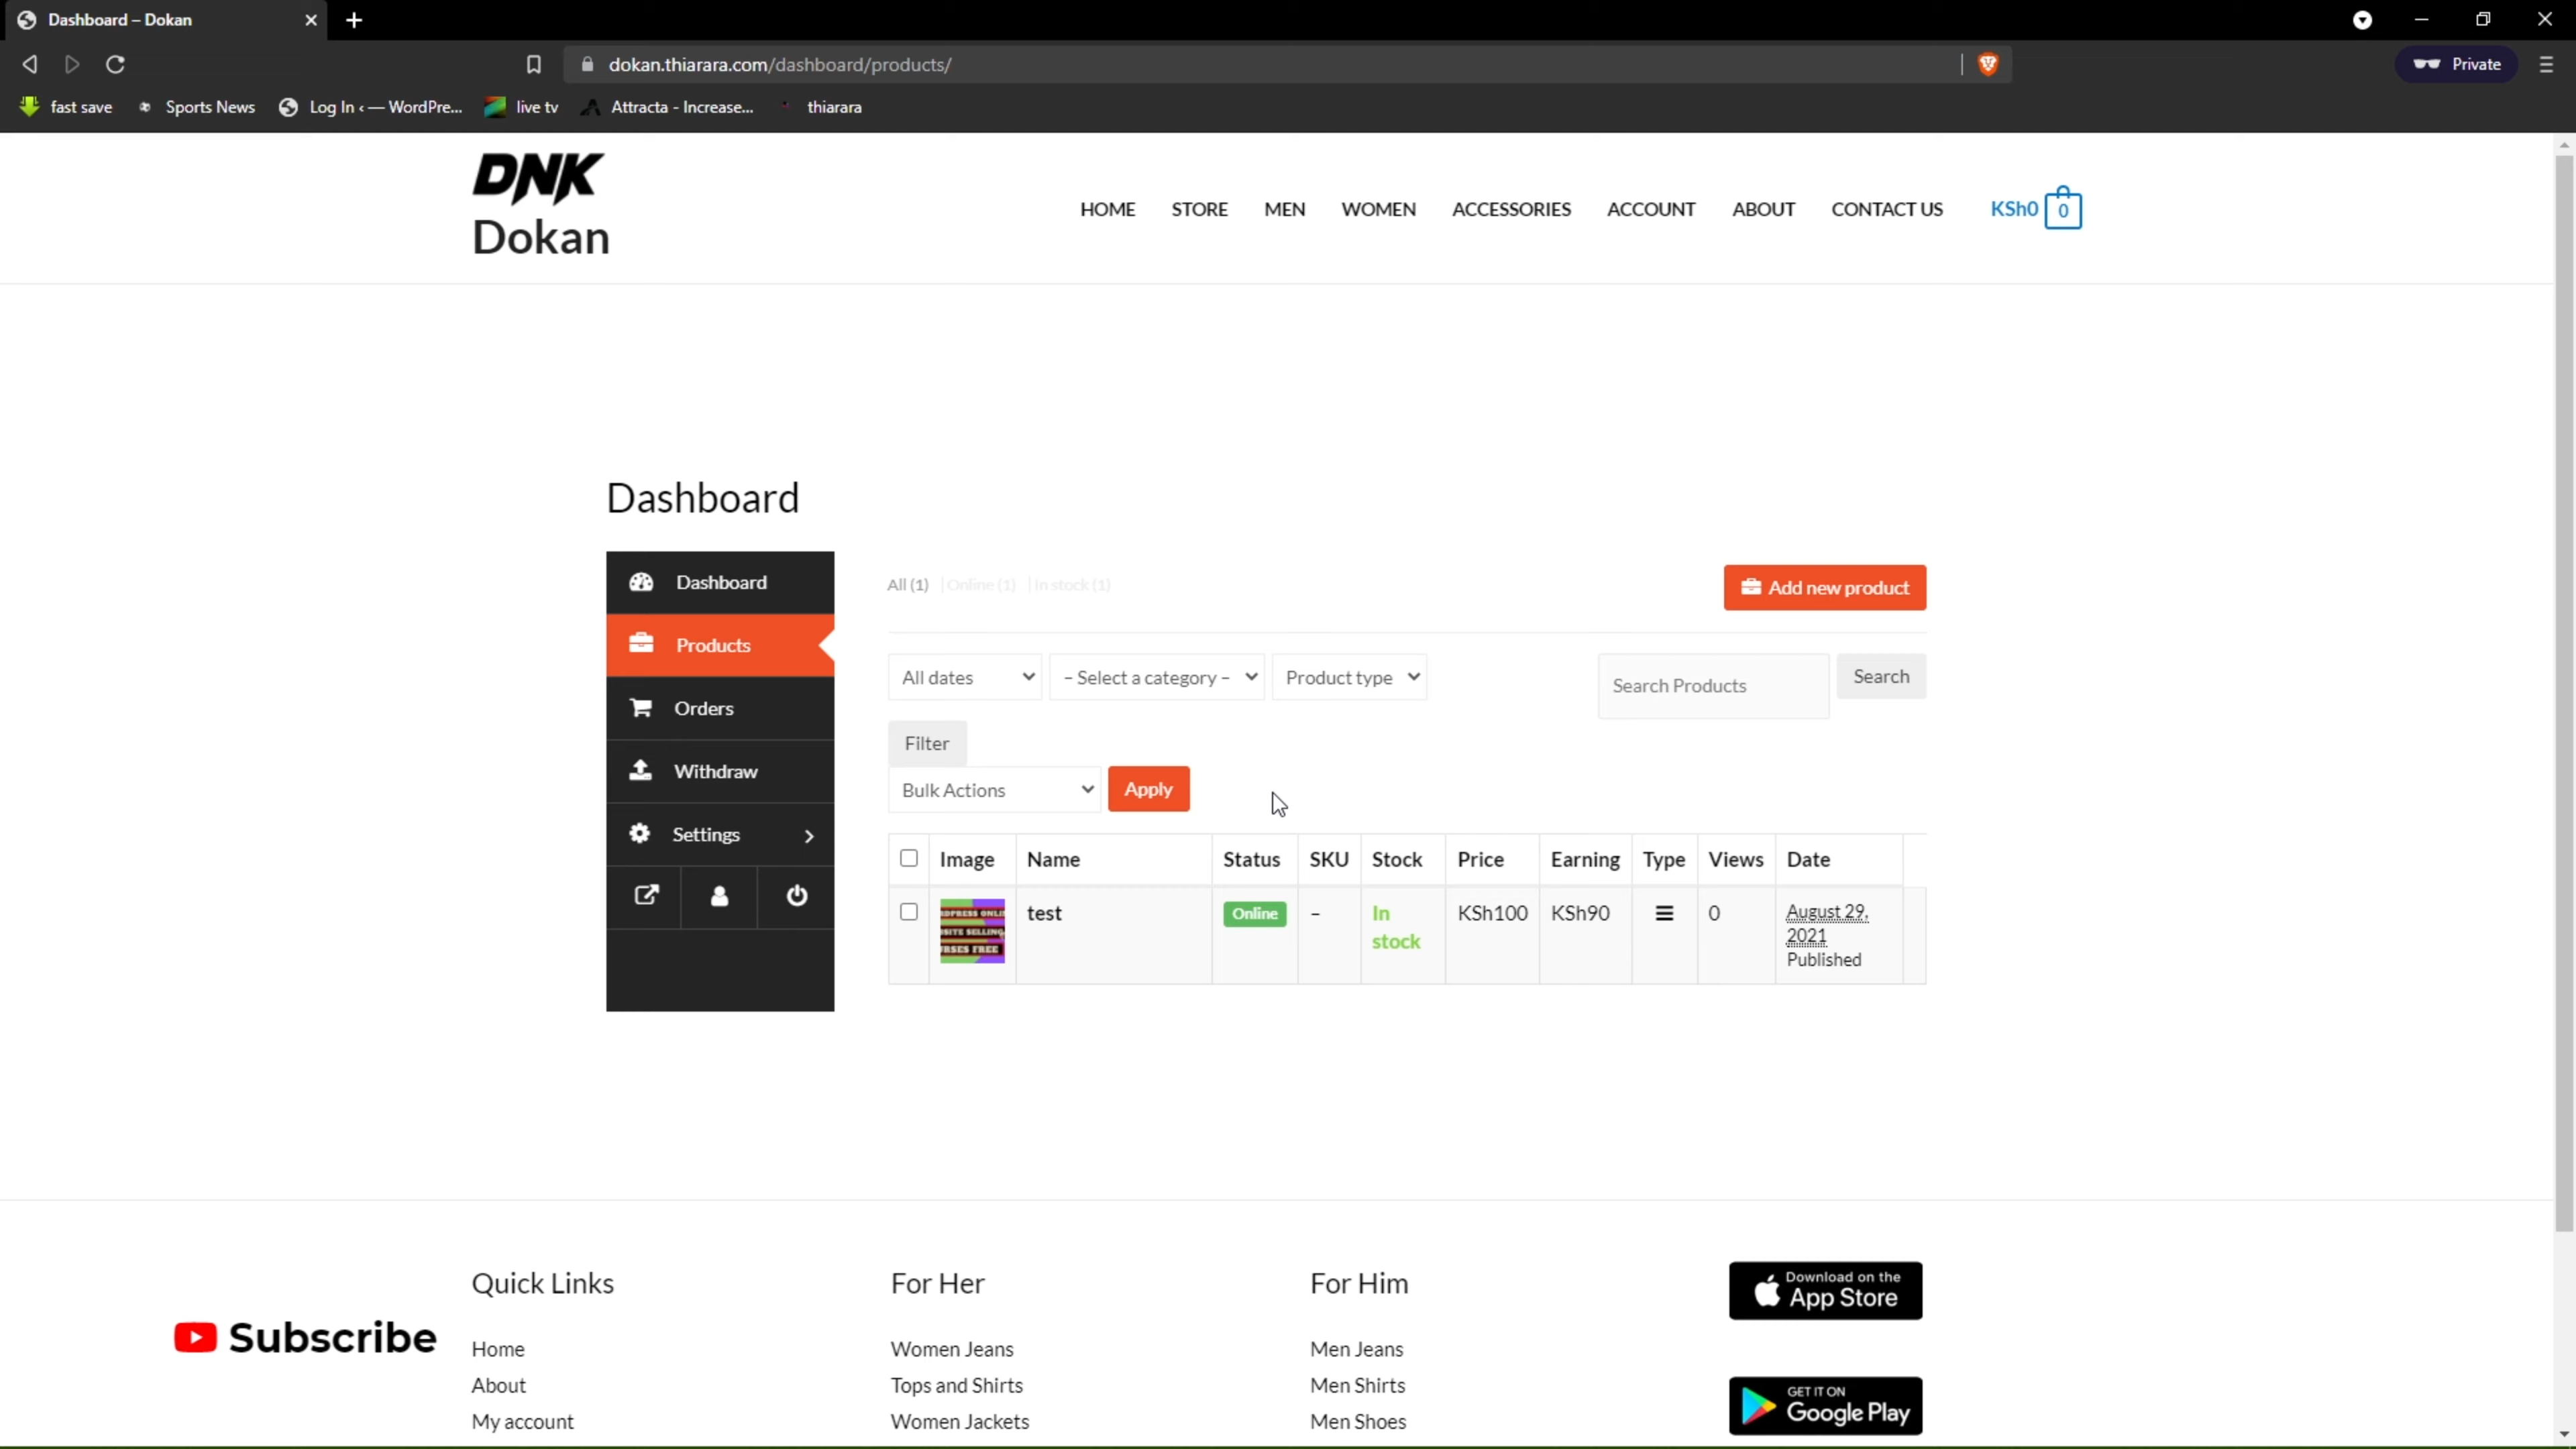 Dashboard – Dokan
dokan.thiarara.com/dashboard/products/
Private
fast save
Sports News
Log In ‹ — WordPre...
live tv
Attracta - Increase...
thiarara
DNK
Dokan
HOME STORE MEN WOMEN ACCESSORIES ACCOUNT ABOUT CONTACT US KSh0 0
Dashboard
Dashboard
Products
Orders
Withdraw
Settings
All (1) | Online (1) | In stock (1)
Add new product
All dates
– Select a category –
Product type
Search Products
Search
Filter
Bulk Actions
Apply
Image Name Status SKU Stock Price Earning Type Views Date
test Online – In stock KSh100 KSh90 0 August 29, 2021 Published
Quick Links
Home
About
My account
For Her
Women Jeans
Tops and Shirts
Women Jackets
For Him
Men Jeans
Men Shirts
Men Shoes
Download on the
App Store
GET IT ON
Google Play
Subscribe